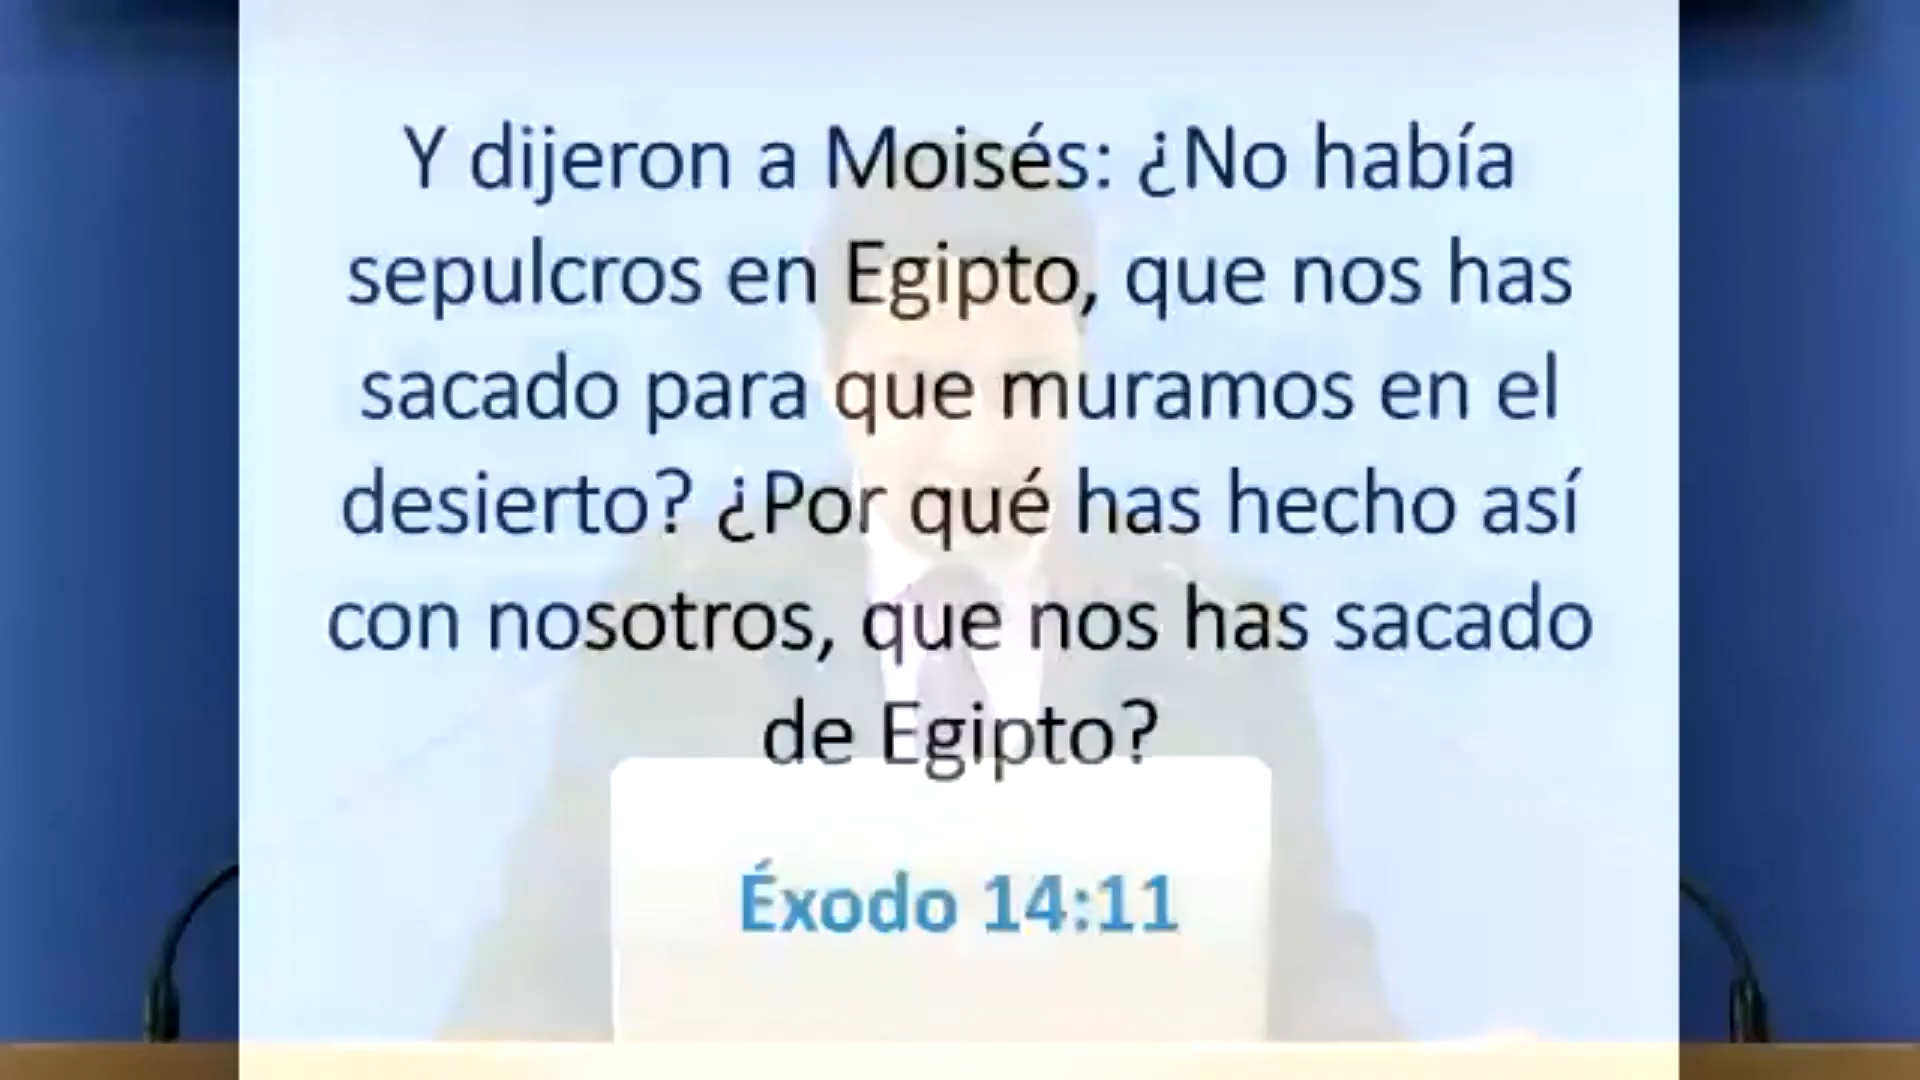 Y dijeron a Moisés: ¿No había
sepulcros en Egipto, que nos has
sacado para que muramos en el
desierto? ¿Por qué has hecho así
con nosotros, que nos has sacado
de Egipto?
Éxodo 14:11